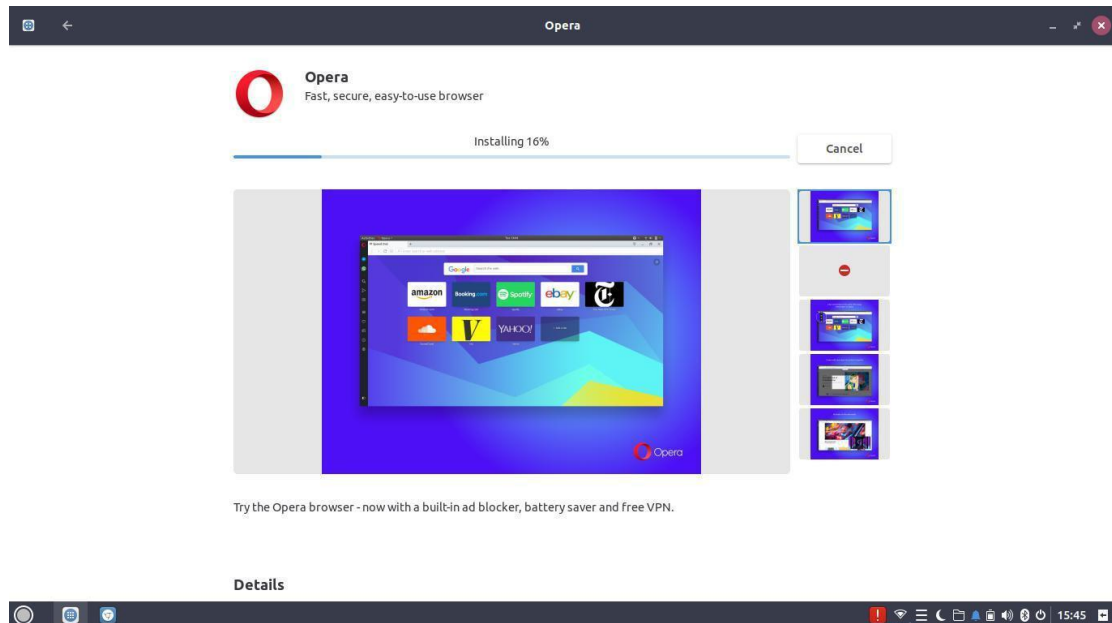 Opera
Opera
Fast, secure, easy-to-use browser
Installing 16%
Cancel
Google
amazon
Booking.com
Spotify
ebay
V
YAHOO!
Opera
Try the Opera browser - now with a built-in ad blocker, battery saver and free VPN.
Details
15:45